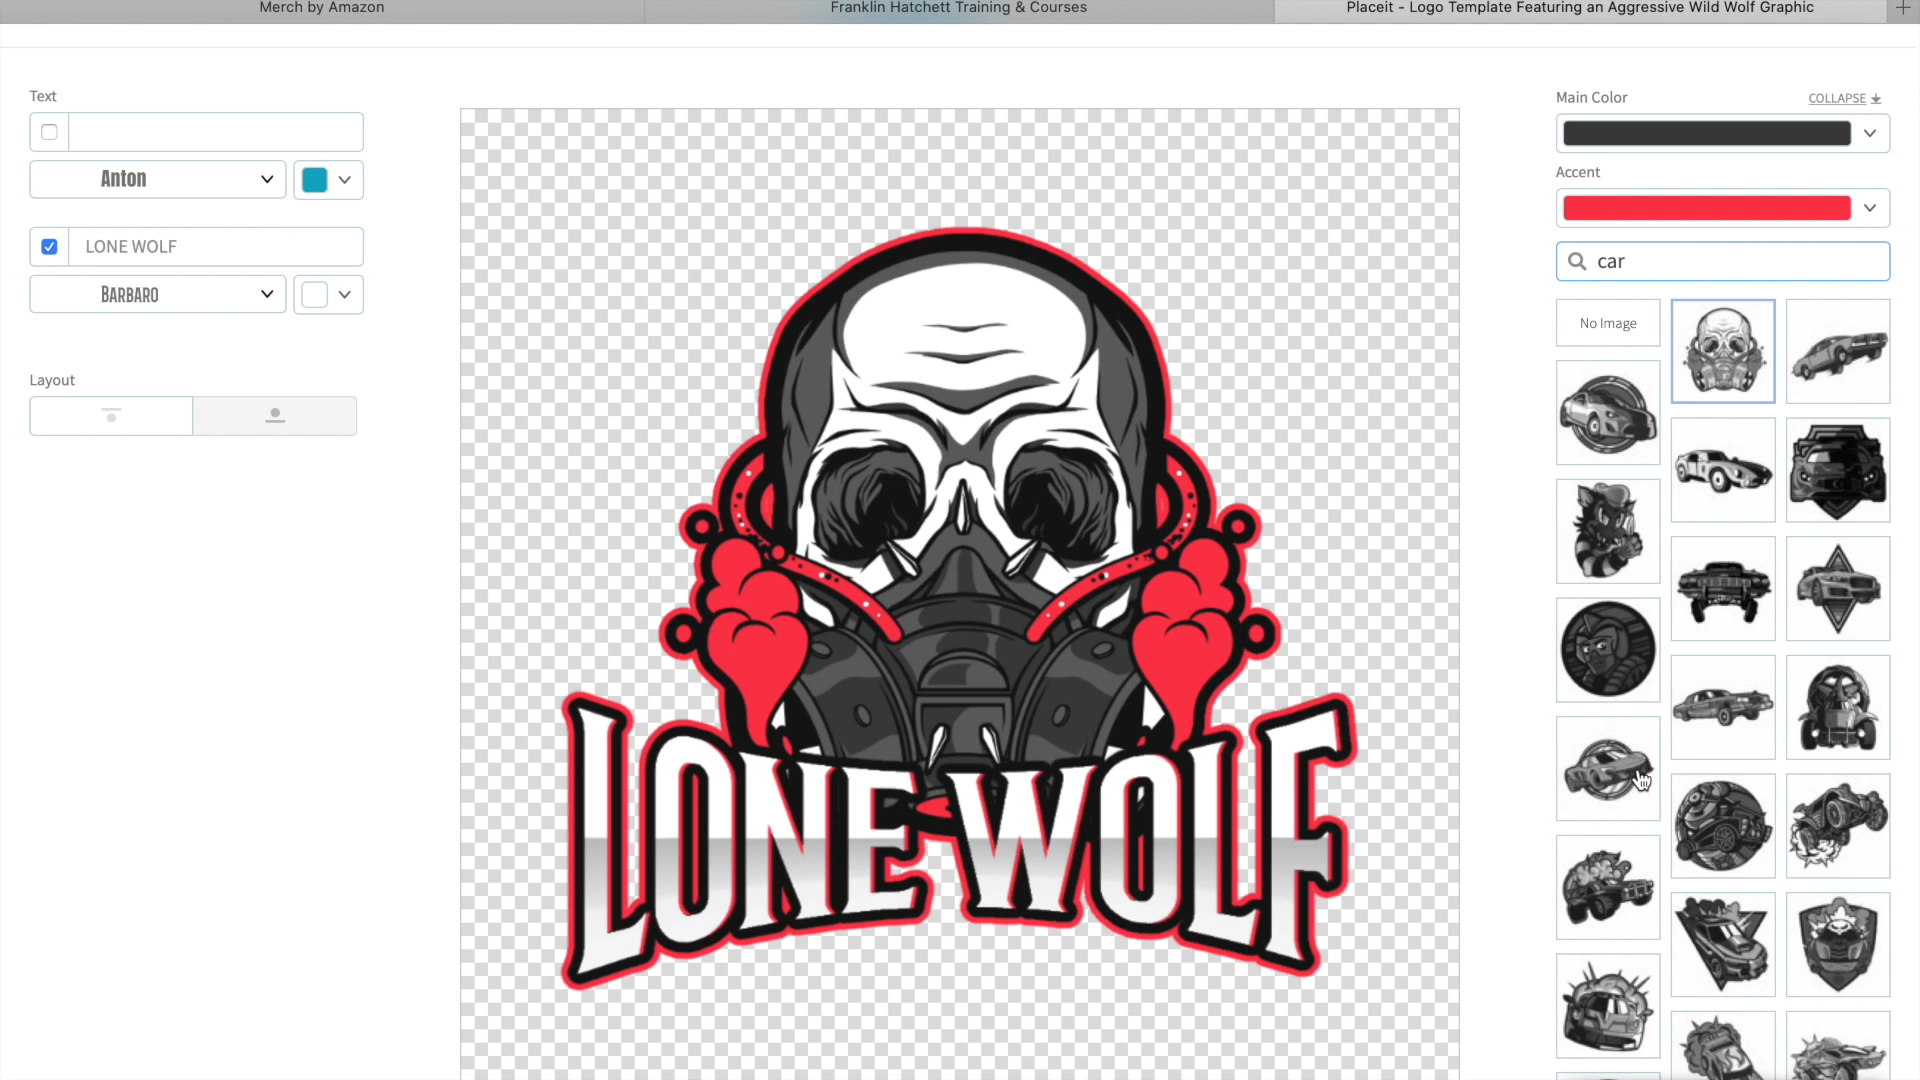 Merch by Amazon
Franklin Hatchett Training & Courses
Placeit - Logo Template Featuring an Aggressive Wild Wolf Graphic
Text
Anton
LONE WOLF
BARBARO
Layout
LONE WOLF
Main Color
COLLAPSE
Accent
car
No Image